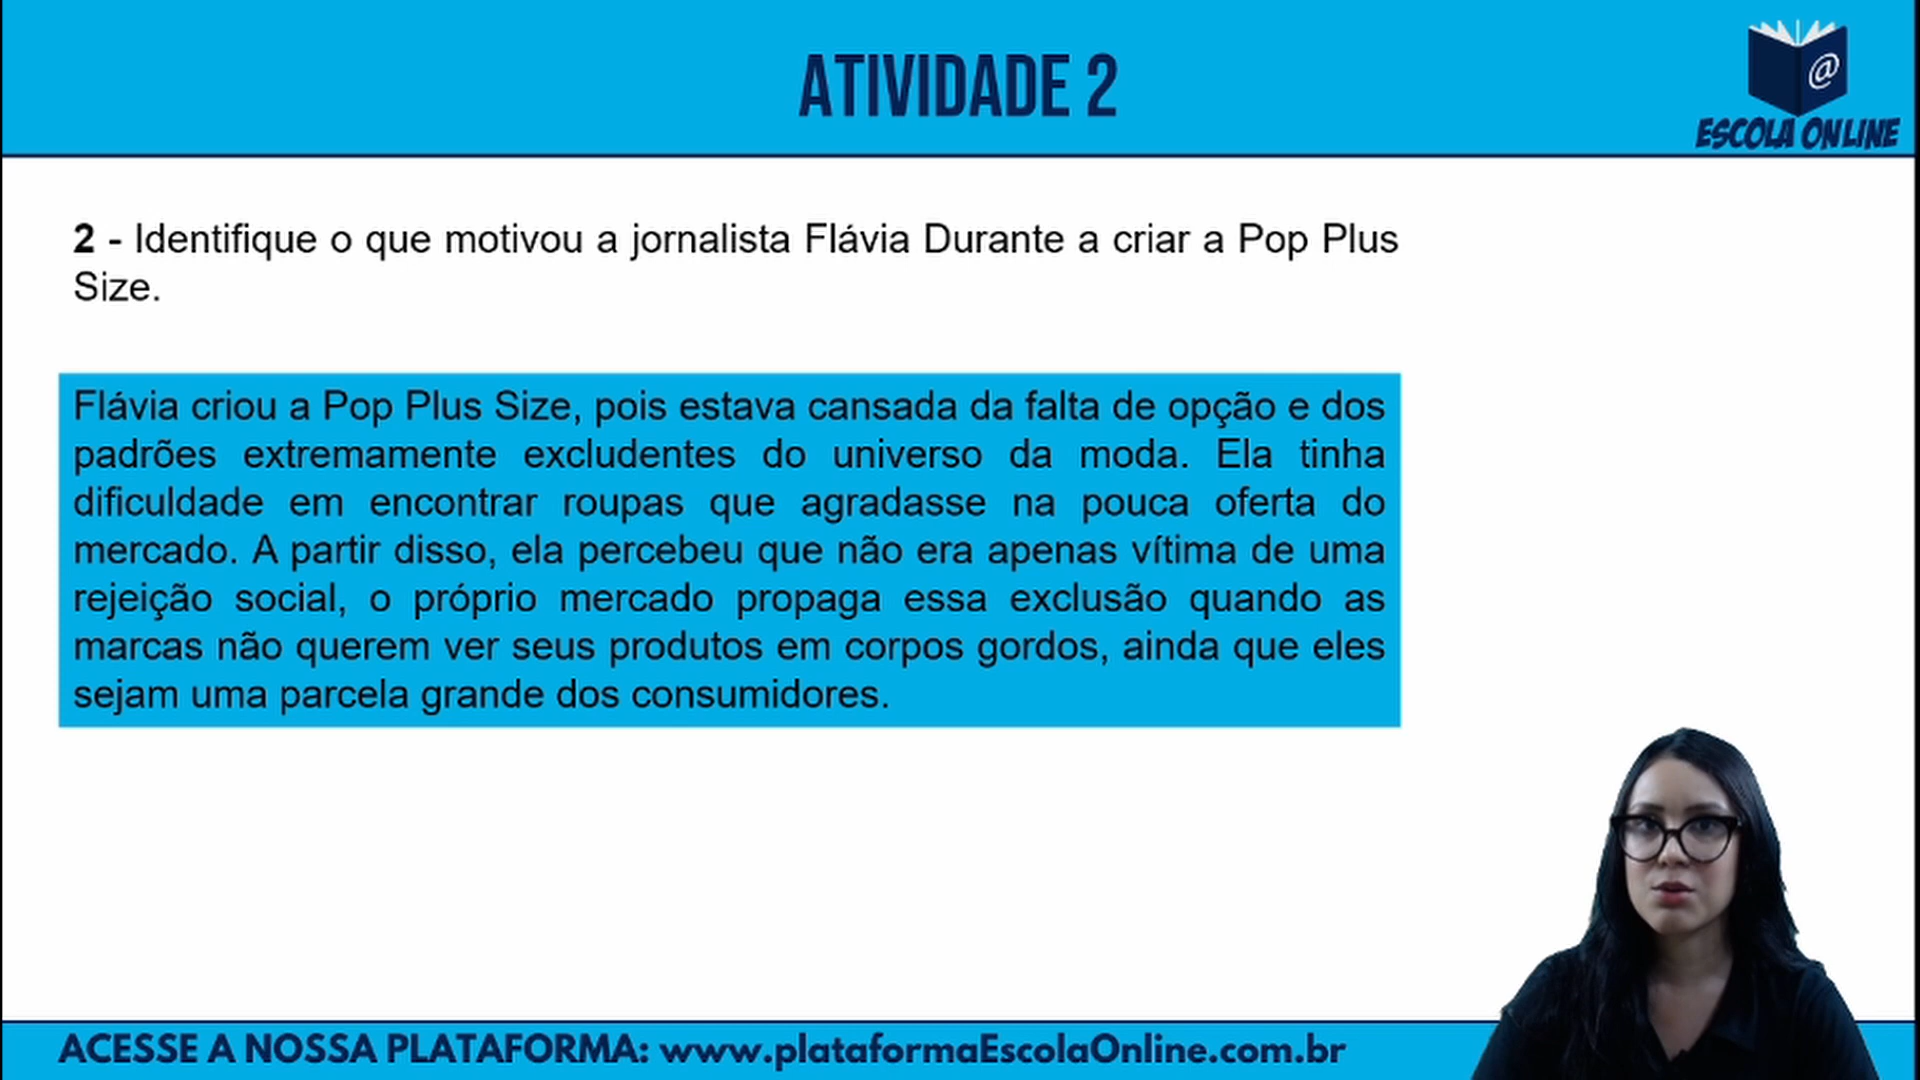 ATIVIDADE 2
@
ESCOLA ONLINE
2 - Identifique o que motivou a jornalista Flávia Durante a criar a Pop Plus
Size.
Flávia criou a Pop Plus Size, pois estava cansada da falta de opção e dos
padrões extremamente excludentes do universo da moda. Ela tinha
dificuldade em encontrar roupas que agradasse na pouca oferta do
mercado. A partir disso, ela percebeu que não era apenas vítima de uma
rejeição social, o próprio mercado propaga essa exclusão quando as
marcas não querem ver seus produtos em corpos gordos, ainda que eles
sejam uma parcela grande dos consumidores.
ACESSE A NOSSA PLATAFORMA: www.plataformaEscolaOnline.com.br